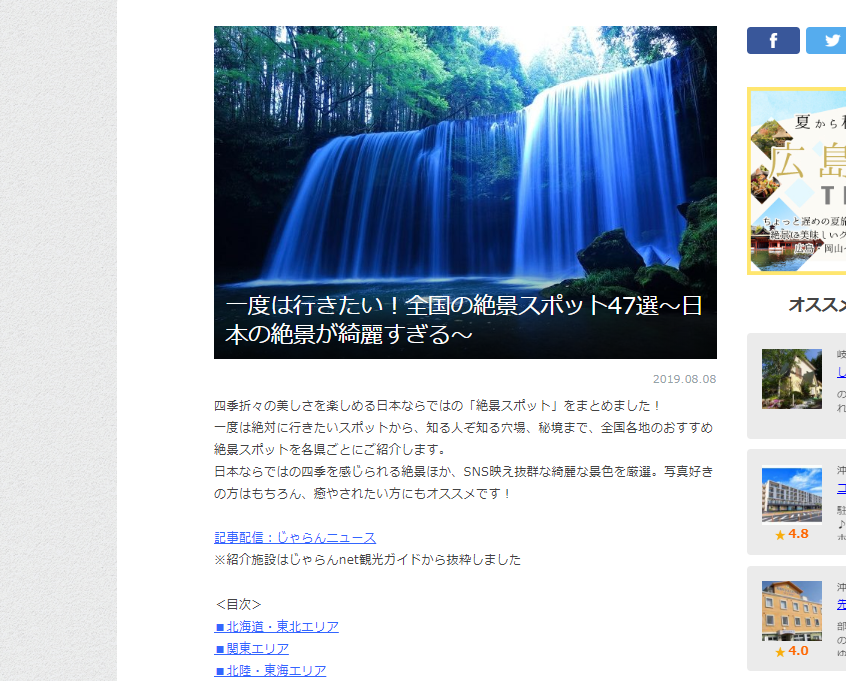 一度は行きたい！全国の絶景スポット47選～日
本の絶景が綺麗すぎる～
2019.08.08
四季折々の美しさを楽しめる日本ならではの「絶景スポット」をまとめました！
一度は絶対に行きたいスポットから、知る人ぞ知る穴場、秘境まで、全国各地のおすすめ
絶景スポットを各県ごとにご紹介します。
日本ならではの四季を感じられる絶景ほか、SNS映え抜群な綺麗な景色を厳選。写真好き
の方はもちろん、癒やされたい方にもオススメです！
記事配信：じゃらんニュース
※紹介施設はじゃらんnet観光ガイドから抜粋しました
＜目次＞
■北海道・東北エリア
■関東エリア
■北陸・東海エリア
f
夏から
広島
ちょっと遅めの夏旅
絶景に美味しいグ
広島・岡山
オススメ
岐
し
の
れ
沖
コ
駐
♪
★4.8
沖
先
部
の
ゆ
★4.0